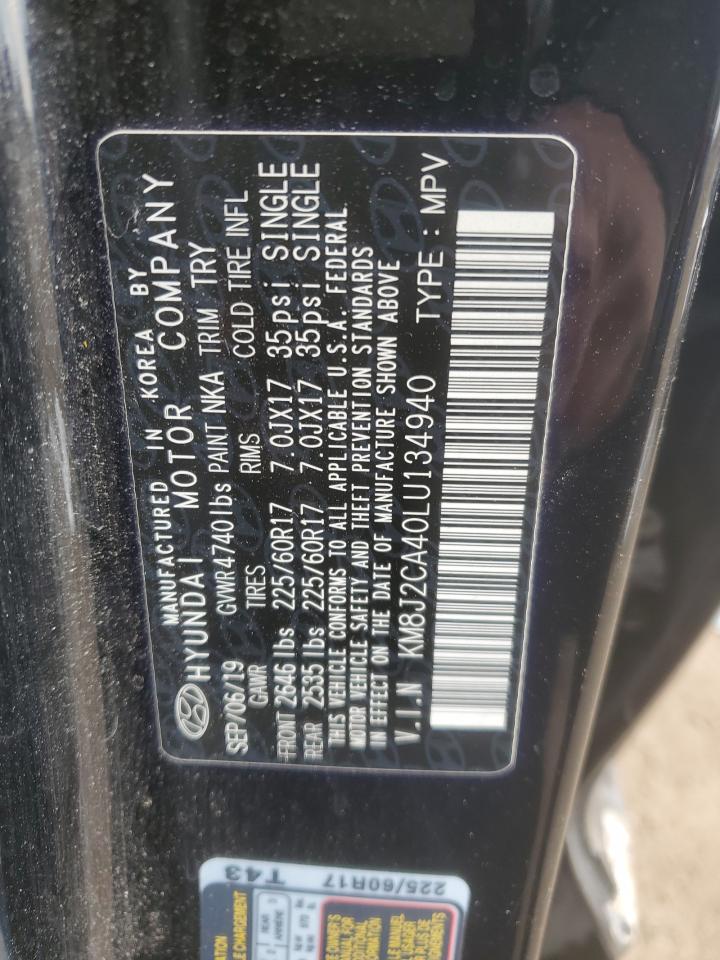 MANUFACTURED IN KOREA BY
HYUNDAI MOTOR COMPANY
SEP/06/19 GVWR4740lbs PAINT NKA TRIM TRY
GAWR TIRES RIMS COLD TIRE INFL
FRONT 2646 lbs 225/60R17 7.0JX17 35psi SINGLE
REAR 2535 lbs 225/60R17 7.0JX17 35psi SINGLE
THIS VEHICLE CONFORMS TO ALL APPLICABLE U.S.A. FEDERAL
MOTOR VEHICLE SAFETY AND THEFT PREVENTION STANDARDS
IN EFFECT ON THE DATE OF MANUFACTURE SHOWN ABOVE
V.I.N KM8J2CA40LU134940 TYPE : MPV
T43
225/60R17